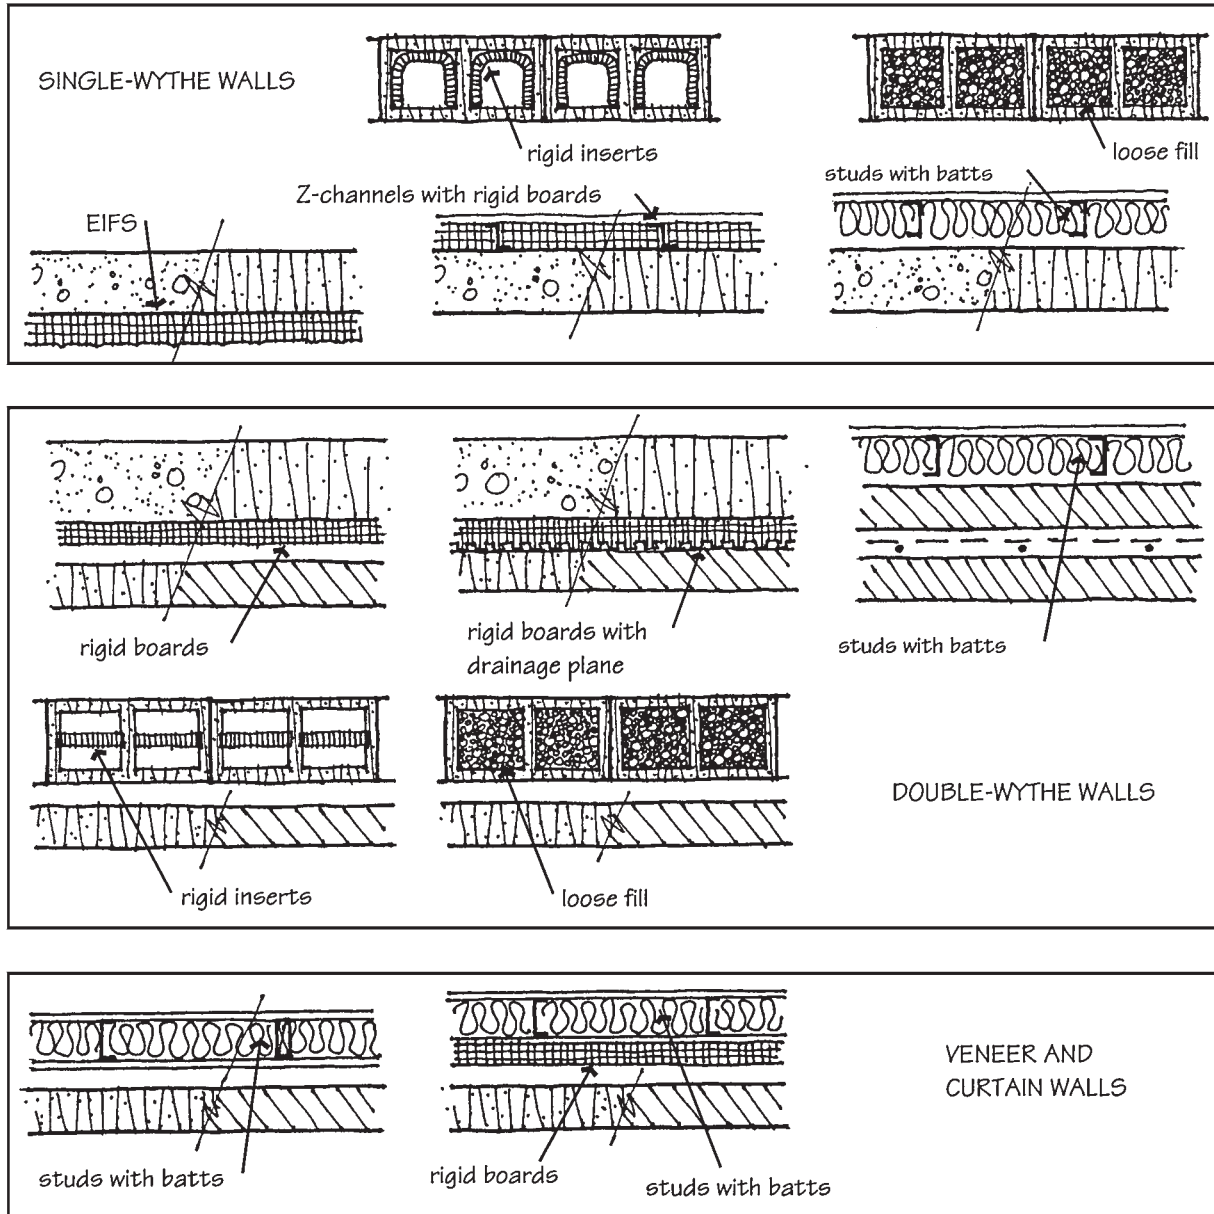 SINGLE-WYTHE WALLS
rigid inserts
loose fill
Z-channels with rigid boards
studs with batts
EIFS
rigid boards
rigid boards with
drainage plane
studs with batts
rigid inserts
loose fill
DOUBLE-WYTHE WALLS
studs with batts
rigid boards
studs with batts
VENEER AND
CURTAIN WALLS